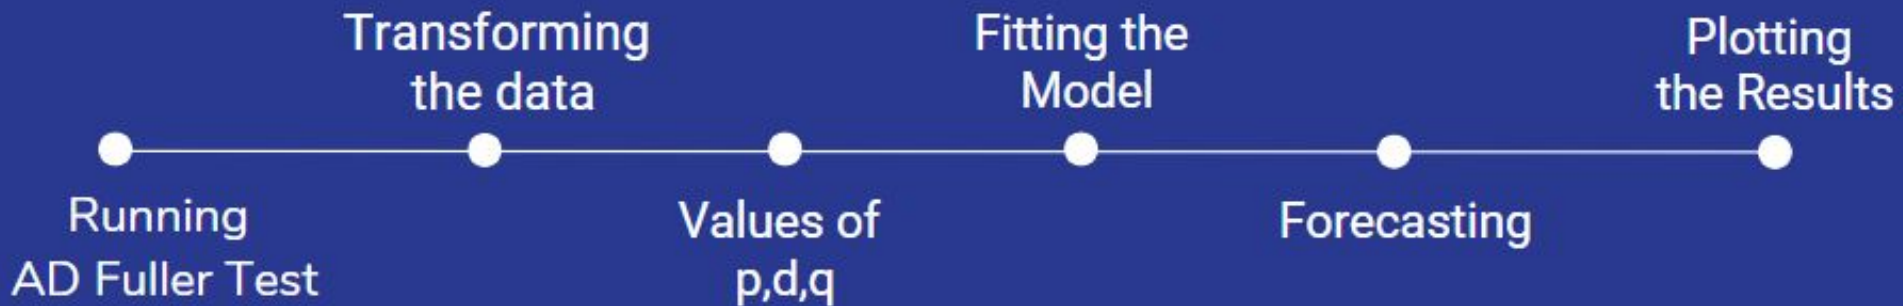 Running
AD Fuller Test
Transforming
the data
Values of
p,d,q
Fitting the
Model
Forecasting
Plotting
the Results